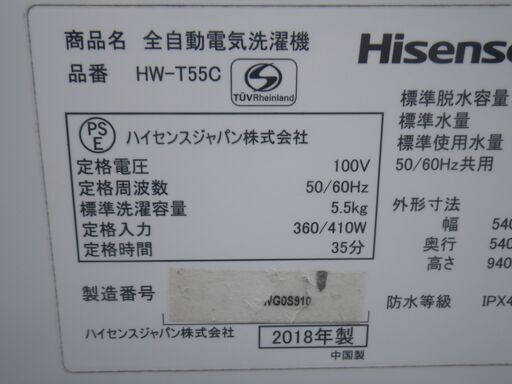 商品名 全自動電気洗濯機
品番 HW-T55C
TÜVRheinland
Hisense
PS
E
ハイセンスジャパン株式会社
定格電圧 100V
定格周波数 50/60Hz
標準洗濯容量 5.5kg
定格入力 360/410W
定格時間 35分
製造番号
WG0S910
ハイセンスジャパン株式会社
2018年製
中国製
標準脱水容量
標準水量
標準使用水量
50/60Hz共用
外形寸法
幅 540
奥行 540
高さ 940
防水等級 IPX4